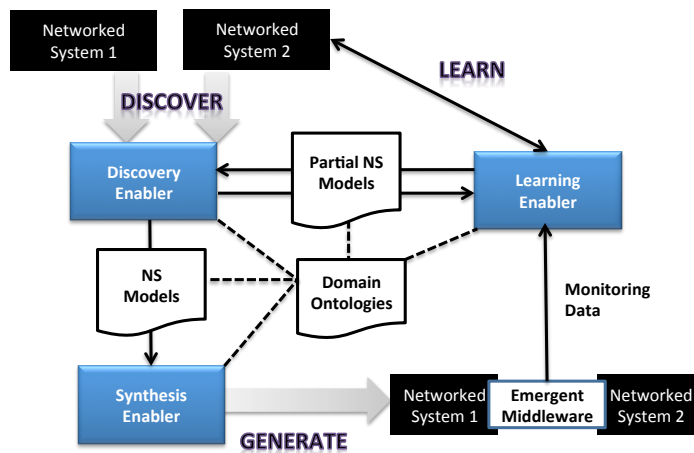 Networked
System 1
Networked
System 2
LEARN
DISCOVER
Discovery
Enabler
Partial NS
Models
Learning
Enabler
NS
Models
Domain
Ontologies
Monitoring
Data
Synthesis
Enabler
GENERATE
Networked
System 1
Emergent
Middleware
Networked
System 2